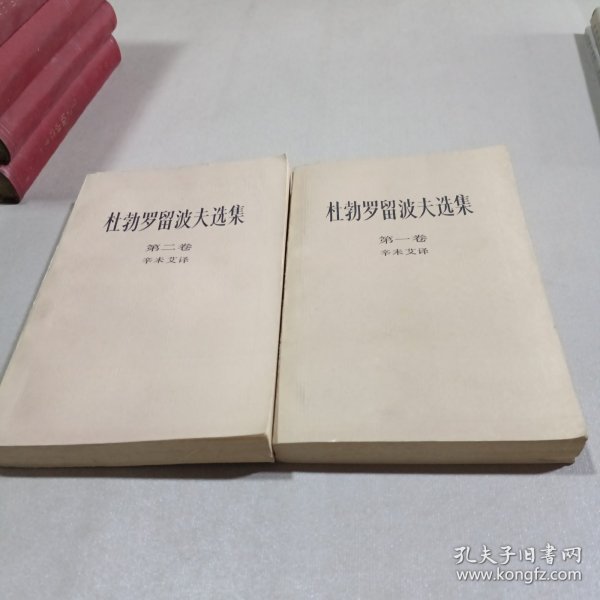 杜勃罗留波夫选集
第二卷
辛未艾译
杜勃罗留波夫选集
第一卷
辛未艾译
孔夫子旧书网
www.kongfz.com